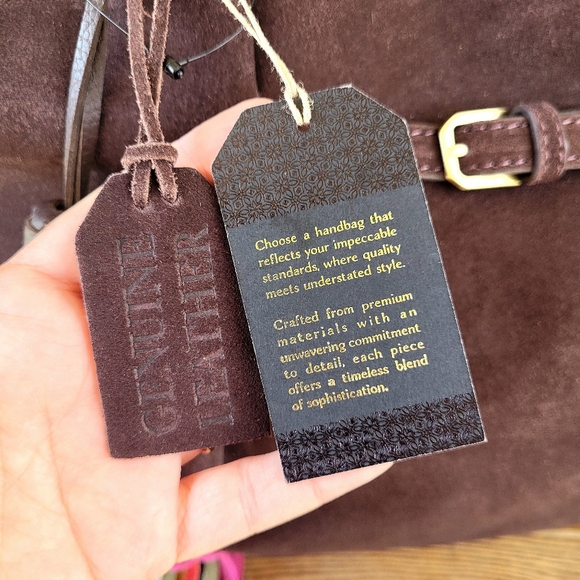 GENUINE
LEATHER
Choose a handbag that
reflects your impeccable
standards, where quality
meets understated style.
Crafted from premium
materials with an
unwavering commitment
to detail, each piece
offers a timeless blend
of sophistication.